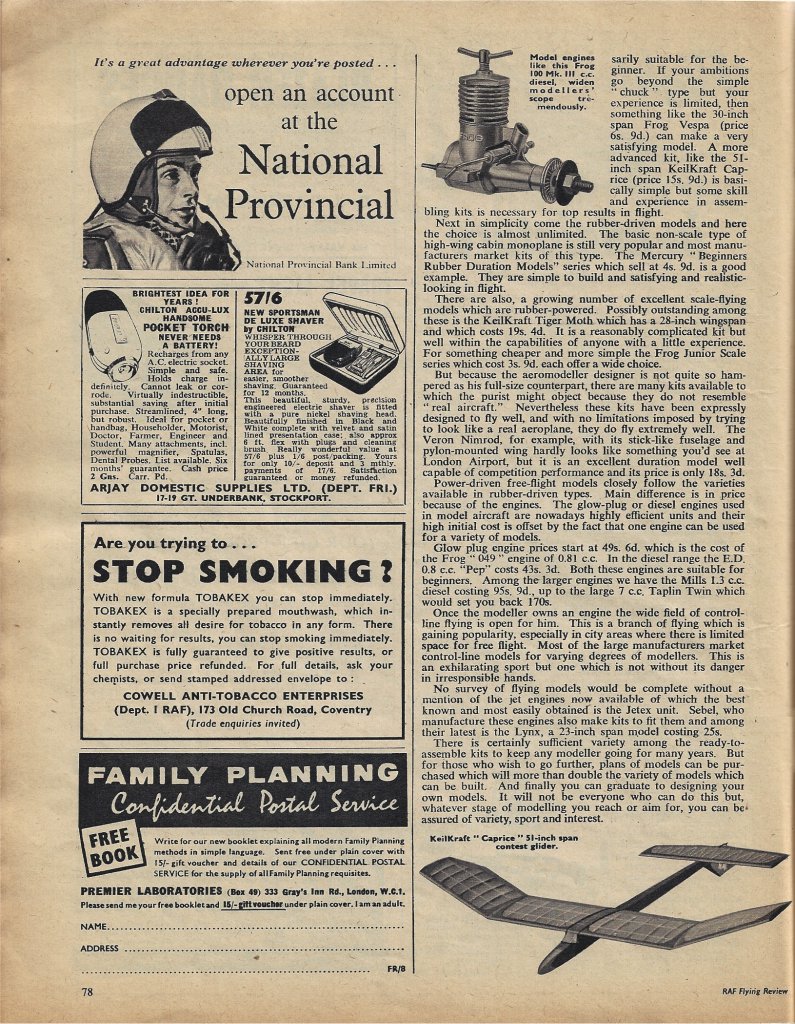 It's a great advantage wherever you're posted . . .
open an account
at the
National
Provincial
National Provincial Bank Limited
BRIGHTEST IDEA FOR
YEARS !
CHILTON ACCU-LUX
HANDSOME
POCKET TORCH
NEVER NEEDS
A BATTERY!
Recharges from any
A.C. electric socket.
Simple and safe.
Holds charge in-
definitely. Cannot leak or cor-
rode. Virtually indestructible,
substantial saving after initial
purchase. Streamlined, 4" long,
but robust. Ideal for pocket or
handbag, Householder, Motorist,
Doctor, Farmer, Engineer and
Student. Many attachments, incl.
powerful magnifier, Spatulas,
Dental Probes. List available. Six
months' guarantee. Cash price
2 Gns. Carr. Pd.
57/6
NEW SPORTSMAN
DE LUXE SHAVER
by CHILTON
WHISPER THROUGH
YOUR BEARD
EXCEPTION-
ALLY LARGE
SHAVING
AREA for
easier, smoother
shaving. Guaranteed
for 12 months.
This beautiful, sturdy, precision
engineered electric shaver is fitted
with a pure nickel shaving head.
Beautifully finished in Black and
White complete with velvet and satin
lined presentation case; also approx
6 ft. flex with plugs and cleaning
brush. Really wonderful value at
57/6 plus 1/6 post/packing. Yours
for only 10/- deposit and 3 mthly.
payments of 17/6. Satisfaction
guaranteed or money refunded.
ARJAY DOMESTIC SUPPLIES LTD. (DEPT. FRI.)
17-19 GT. UNDERBANK, STOCKPORT.
Are you trying to . . .
STOP SMOKING ?
With new formula TOBAKEX you can stop immediately.
TOBAKEX is a specially prepared mouthwash, which in-
stantly removes all desire for tobacco in any form. There
is no waiting for results, you can stop smoking immediately.
TOBAKEX is fully guaranteed to give positive results, or
full purchase price refunded. For full details, ask your
chemists, or send stamped addressed envelope to :
COWELL ANTI-TOBACCO ENTERPRISES
(Dept. I RAF), 173 Old Church Road, Coventry
(Trade enquiries invited)
FAMILY PLANNING
Confidential Postal Service
FREE
BOOK
Write for our new booklet explaining all modern Family Planning
methods in simple language. Sent free under plain cover with
15/- gift voucher and details of our CONFIDENTIAL POSTAL
SERVICE for the supply of all Family Planning requisites.
PREMIER LABORATORIES (Box 49) 333 Gray's Inn Rd., London, W.C.1.
Please send me your free booklet and 15/- gift voucher under plain cover. I am an adult.
NAME
ADDRESS
FR/8
78
Model engines
like this Frog
100 Mk. III c.c.
diesel, widen
modellers'
scope tre-
mendously.
sarily suitable for the be-
ginner. If your ambitions
go beyond the simple
"chuck" type but your
experience is limited, then
something like the 30-inch
span Frog Vespa (price
6s. 9d.) can make a very
satisfying model. A more
advanced kit, like the 51-
inch span KeilKraft Cap-
rice (price 15s. 9d.) is basi-
cally simple but some skill
and experience in assem-
bling kits is necessary for top results in flight.
Next in simplicity come the rubber-driven models and here
the choice is almost unlimited. The basic non-scale type of
high-wing cabin monoplane is still very popular and most manu-
facturers market kits of this type. The Mercury "Beginners
Rubber Duration Models" series which sell at 4s. 9d. is a good
example. They are simple to build and satisfying and realistic-
looking in flight.
There are also, a growing number of excellent scale-flying
models which are rubber-powered. Possibly outstanding among
these is the KeilKraft Tiger Moth which has a 28-inch wingspan
and which costs 19s. 4d. It is a reasonably complicated kit but
well within the capabilities of anyone with a little experience.
For something cheaper and more simple the Frog Junior Scale
series which cost 3s. 9d. each offer a wide choice.
But because the aeromodeller designer is not quite so ham-
pered as his full-size counterpart, there are many kits available to
which the purist might object because they do not resemble
"real aircraft." Nevertheless these kits have been expressly
designed to fly well, and with no limitations imposed by trying
to look like a real aeroplane, they do fly extremely well. The
Veron Nimrod, for example, with its stick-like fuselage and
pylon-mounted wing hardly looks like something you'd see at
London Airport, but it is an excellent duration model well
capable of competition performance and its price is only 18s. 3d.
Power-driven free-flight models closely follow the varieties
available in rubber-driven types. Main difference is in price
because of the engines. The glow-plug or diesel engines used
in model aircraft are nowadays highly efficient units and their
high initial cost is offset by the fact that one engine can be used
for a variety of models.
Glow plug engine prices start at 49s. 6d. which is the cost of
the Frog "049" engine of 0.81 c.c. In the diesel range the E.D.
0.8 c.c. "Pep" costs 43s. 3d. Both these engines are suitable for
beginners. Among the larger engines we have the Mills 1.3 c.c.
diesel costing 95s. 9d., up to the large 7 c.c. Taplin Twin which
would set you back 170s.
Once the modeller owns an engine the wide field of control-
line flying is open for him. This is a branch of flying which is
gaining popularity, especially in city areas where there is limited
space for free flight. Most of the large manufacturers market
control-line models for varying degrees of modellers. This is
an exhilarating sport but one which is not without its danger
in irresponsible hands.
No survey of flying models would be complete without a
mention of the jet engines now available of which the best
known and most easily obtained is the Jetex unit. Sebel, who
manufacture these engines also make kits to fit them and among
their latest is the Lynx, a 23-inch span model costing 25s.
There is certainly sufficient variety among the ready-to-
assemble kits to keep any modeller going for many years. But
for those who wish to go further, plans of models can be pur-
chased which will more than double the variety of models which
can be built. And finally you can graduate to designing your
own models. It will not be everyone who can do this but,
whatever stage of modelling you reach or aim for, you can be
assured of variety, sport and interest.
KeilKraft "Caprice" 51-inch span
contest glider.
RAF Flying Review